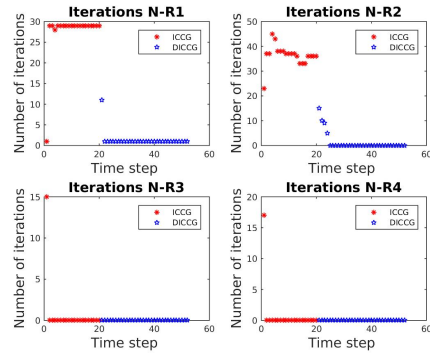 Iterations N-R1
Number of iterations
30
25
20
15
10
5
0
ICCG
DICCG
0 20 40 60
Time step
Iterations N-R2
Number of iterations
50
40
30
20
10
0
ICCG
DICCG
0 20 40 60
Time step
Iterations N-R3
Number of iterations
15
10
5
0
ICCG
DICCG
0 20 40 60
Time step
Iterations N-R4
Number of iterations
20
15
10
5
0
ICCG
DICCG
0 20 40 60
Time step